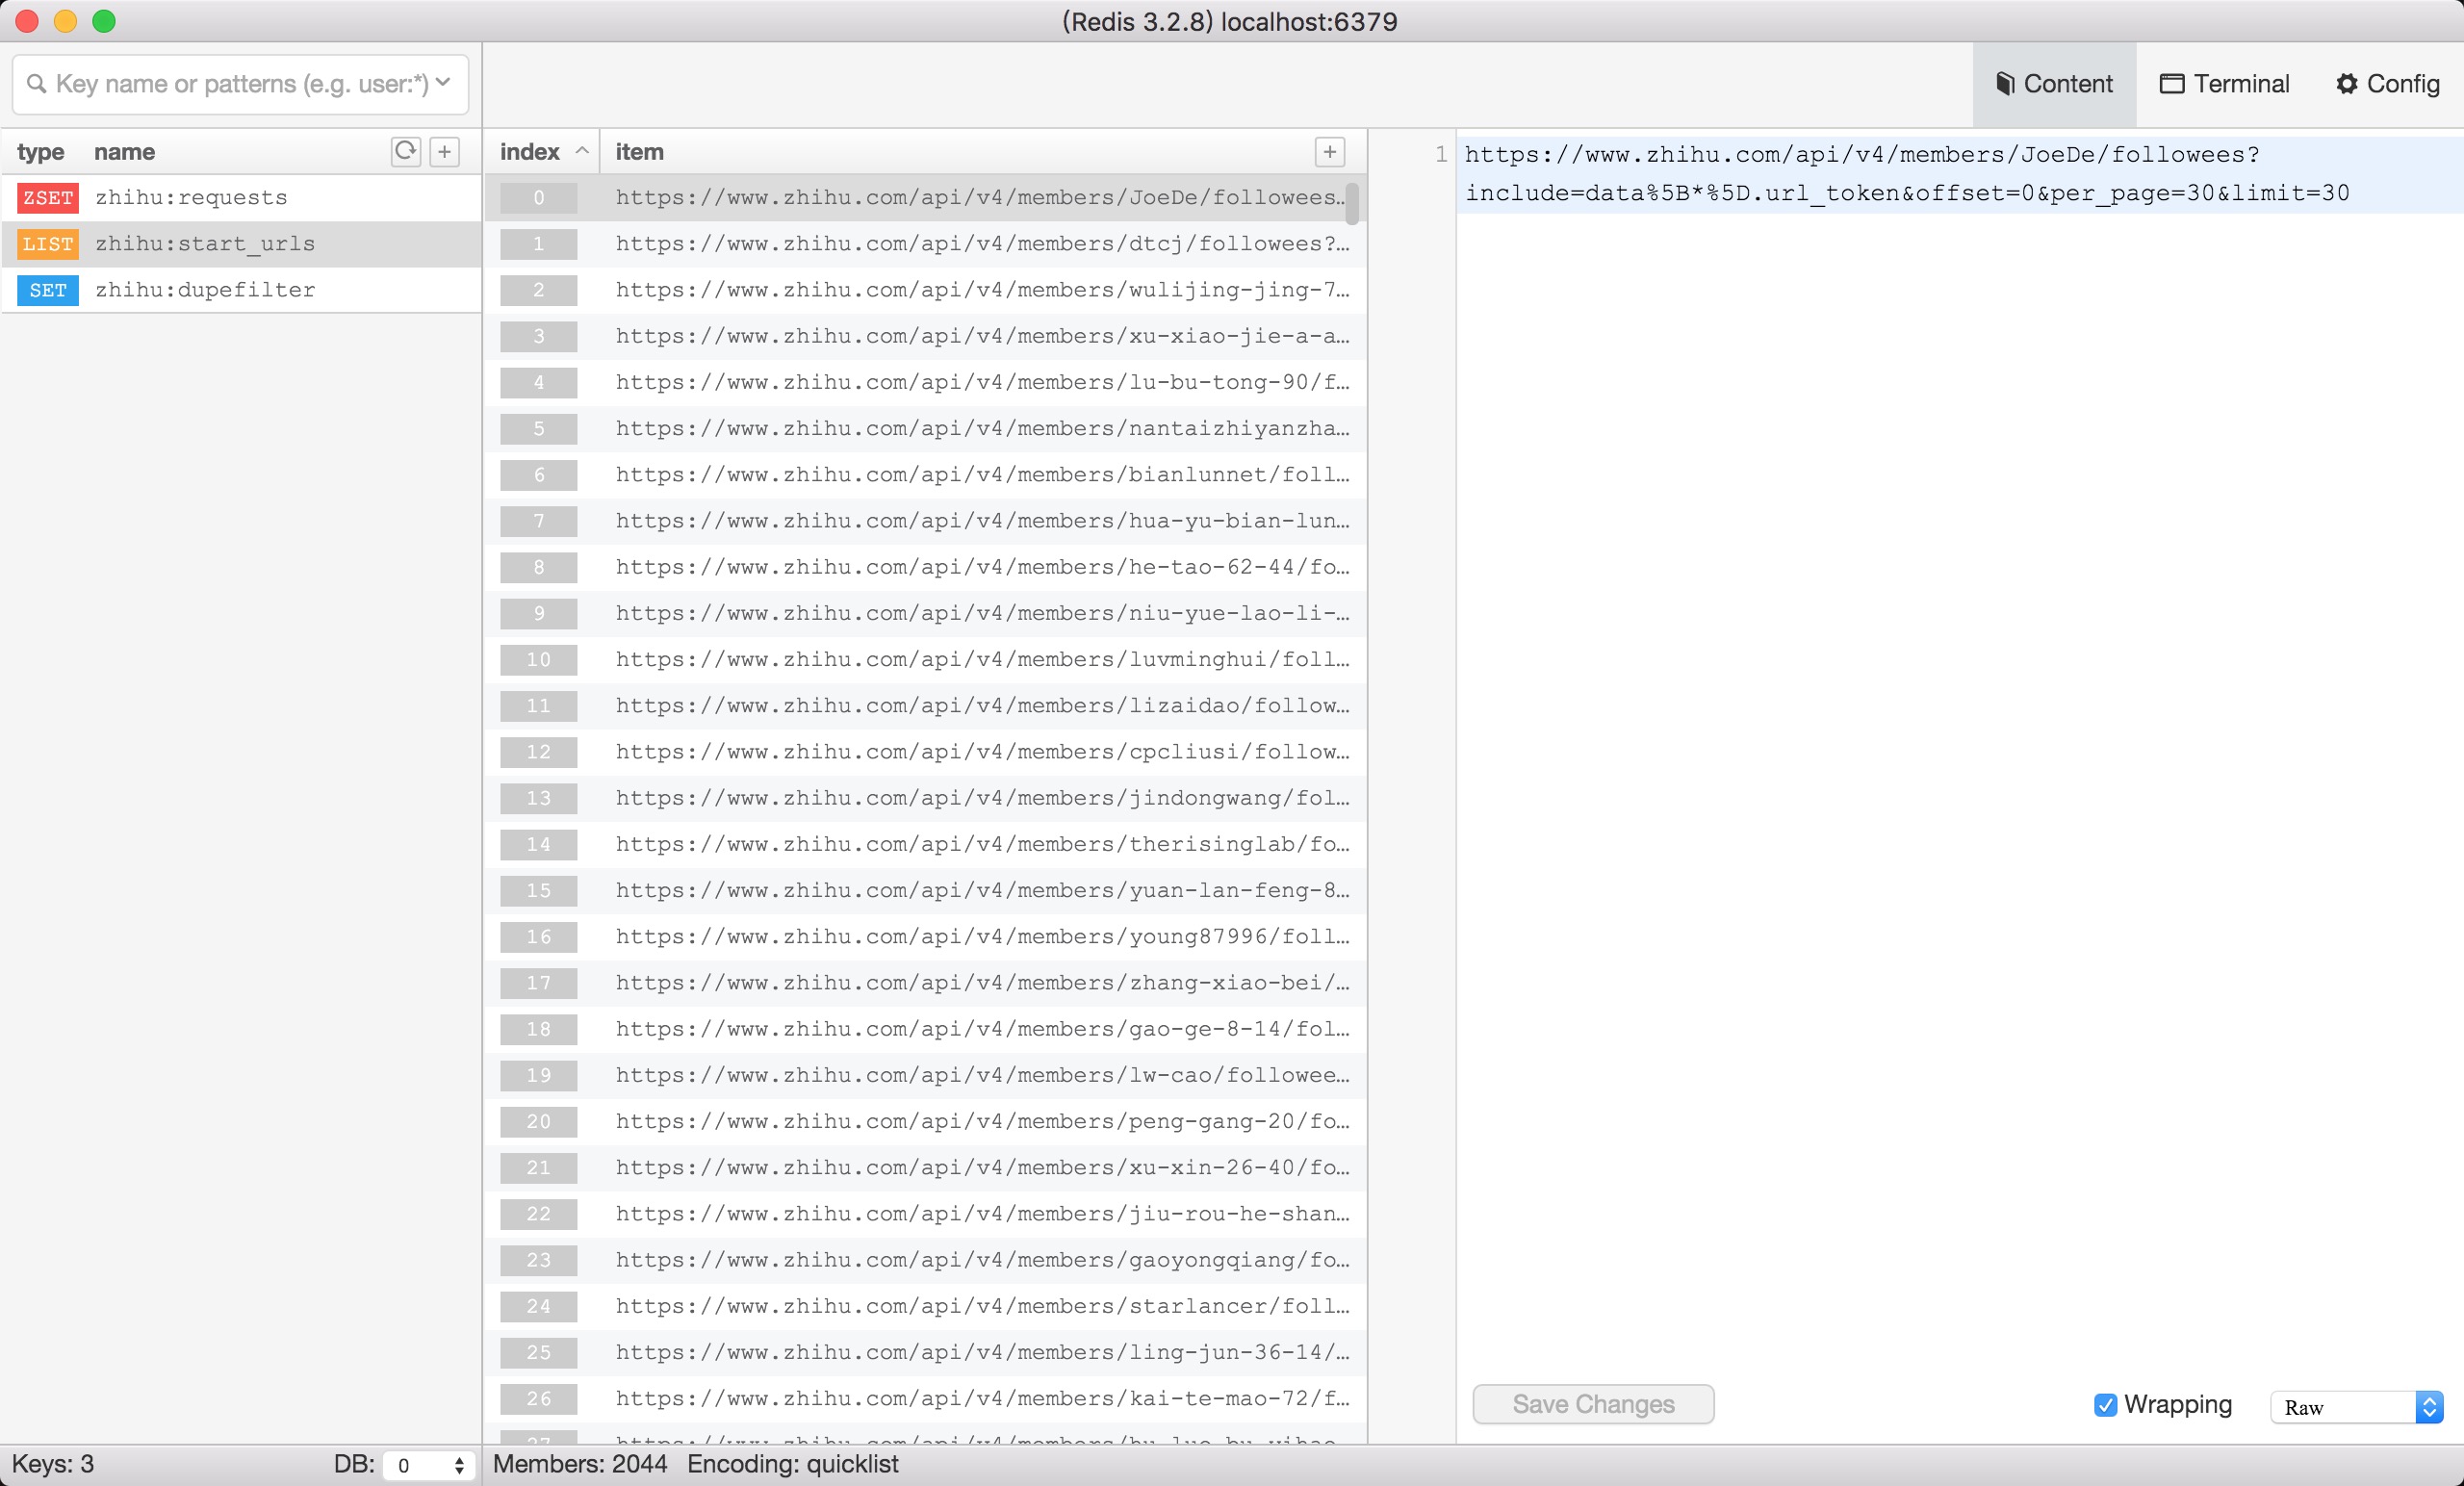 (Redis 3.2.8) localhost:6379
Key name or patterns (e.g. user:*)
Content
Terminal
Config
type name
ZSET zhihu:requests
LIST zhihu:start_urls
SET zhihu:dupefilter
index item
0 https://www.zhihu.com/api/v4/members/JoeDe/followees…
1 https://www.zhihu.com/api/v4/members/dtcj/followees?…
2 https://www.zhihu.com/api/v4/members/wulijing-jing-7…
3 https://www.zhihu.com/api/v4/members/xu-xiao-jie-a-a…
4 https://www.zhihu.com/api/v4/members/lu-bu-tong-90/f…
5 https://www.zhihu.com/api/v4/members/nantaizhiyanzha…
6 https://www.zhihu.com/api/v4/members/bianlunnet/foll…
7 https://www.zhihu.com/api/v4/members/hua-yu-bian-lun…
8 https://www.zhihu.com/api/v4/members/he-tao-62-44/fo…
9 https://www.zhihu.com/api/v4/members/niu-yue-lao-li-…
10 https://www.zhihu.com/api/v4/members/luvminghui/foll…
11 https://www.zhihu.com/api/v4/members/lizaidao/follow…
12 https://www.zhihu.com/api/v4/members/cpcliusi/follow…
13 https://www.zhihu.com/api/v4/members/jindongwang/fol…
14 https://www.zhihu.com/api/v4/members/therisinglab/fo…
15 https://www.zhihu.com/api/v4/members/yuan-lan-feng-8…
16 https://www.zhihu.com/api/v4/members/young87996/foll…
17 https://www.zhihu.com/api/v4/members/zhang-xiao-bei/…
18 https://www.zhihu.com/api/v4/members/gao-ge-8-14/fol…
19 https://www.zhihu.com/api/v4/members/lw-cao/followee…
20 https://www.zhihu.com/api/v4/members/peng-gang-20/fo…
21 https://www.zhihu.com/api/v4/members/xu-xin-26-40/fo…
22 https://www.zhihu.com/api/v4/members/jiu-rou-he-shan…
23 https://www.zhihu.com/api/v4/members/gaoyongqiang/fo…
24 https://www.zhihu.com/api/v4/members/starlancer/foll…
25 https://www.zhihu.com/api/v4/members/ling-jun-36-14/…
26 https://www.zhihu.com/api/v4/members/kai-te-mao-72/f…
1 https://www.zhihu.com/api/v4/members/JoeDe/followees?
include=data%5B*%5D.url_token&offset=0&per_page=30&limit=30
Save Changes
Wrapping
Raw
Keys: 3
DB: 0
Members: 2044 Encoding: quicklist